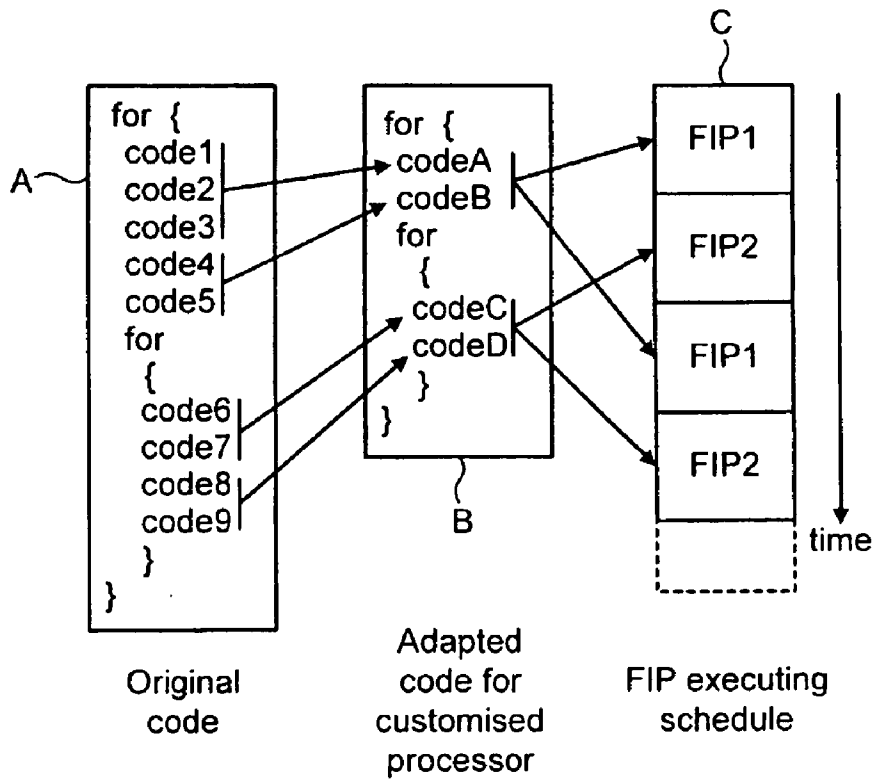 A
for {
code1
code2
code3
code4
code5
for
{
code6
code7
code8
code9
}
}
Original
code
for {
codeA
codeB
for
{
codeC
codeD
}
}
B
Adapted
code for
customised
processor
C
FIP1
FIP2
FIP1
FIP2
time
FIP executing
schedule